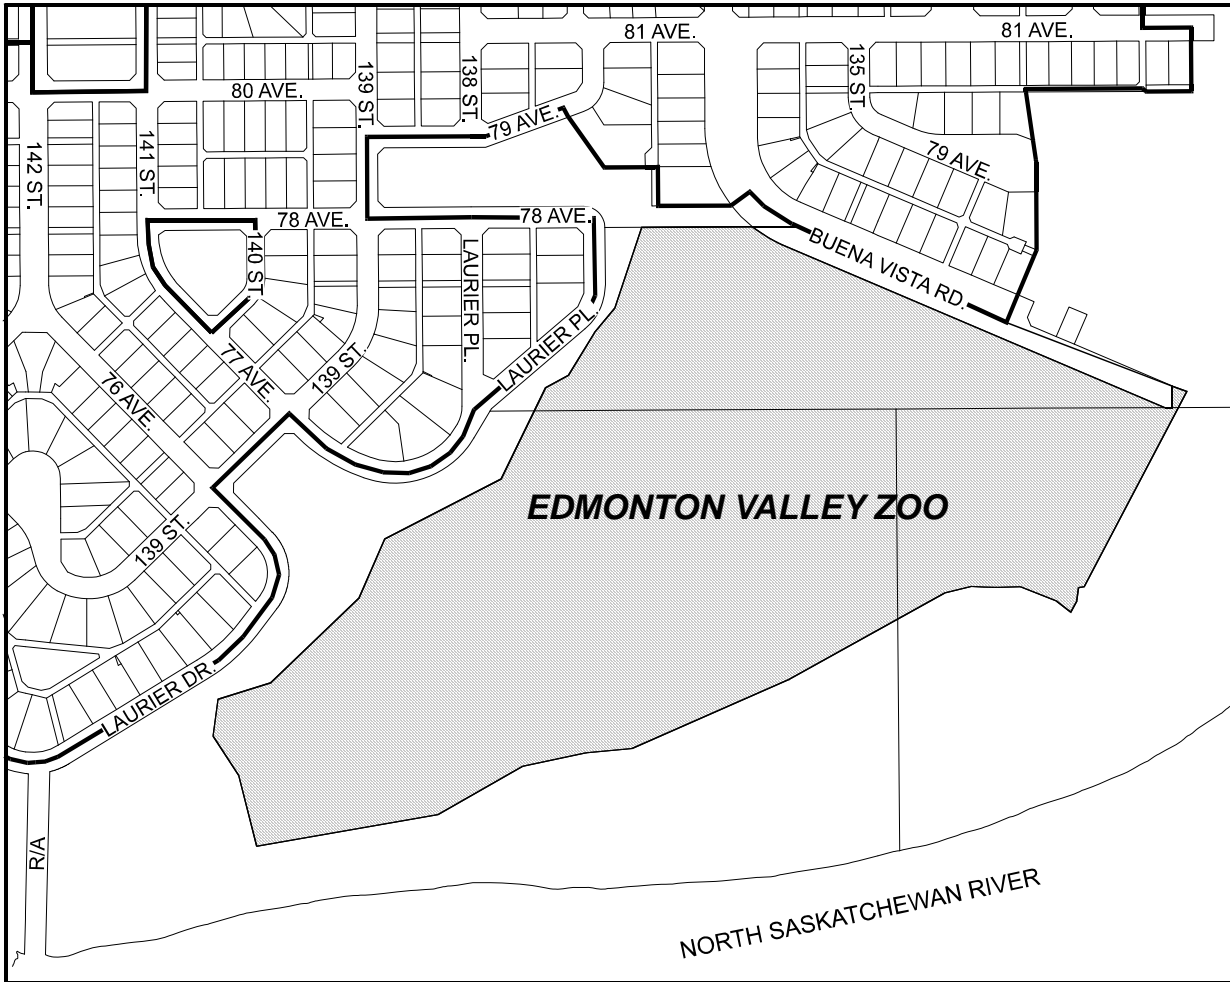 81 AVE.
81 AVE.
80 AVE.
139 ST.
138 ST.
135 ST.
79 AVE.
79 AVE.
142 ST.
141 ST.
78 AVE.
78 AVE.
140 ST.
LAURIER PL.
BUENA VISTA RD.
LAURIER PL.
77 AVE.
139 ST.
76 AVE.
EDMONTON VALLEY ZOO
139 ST.
LAURIER DR.
R/A
NORTH SASKATCHEWAN RIVER